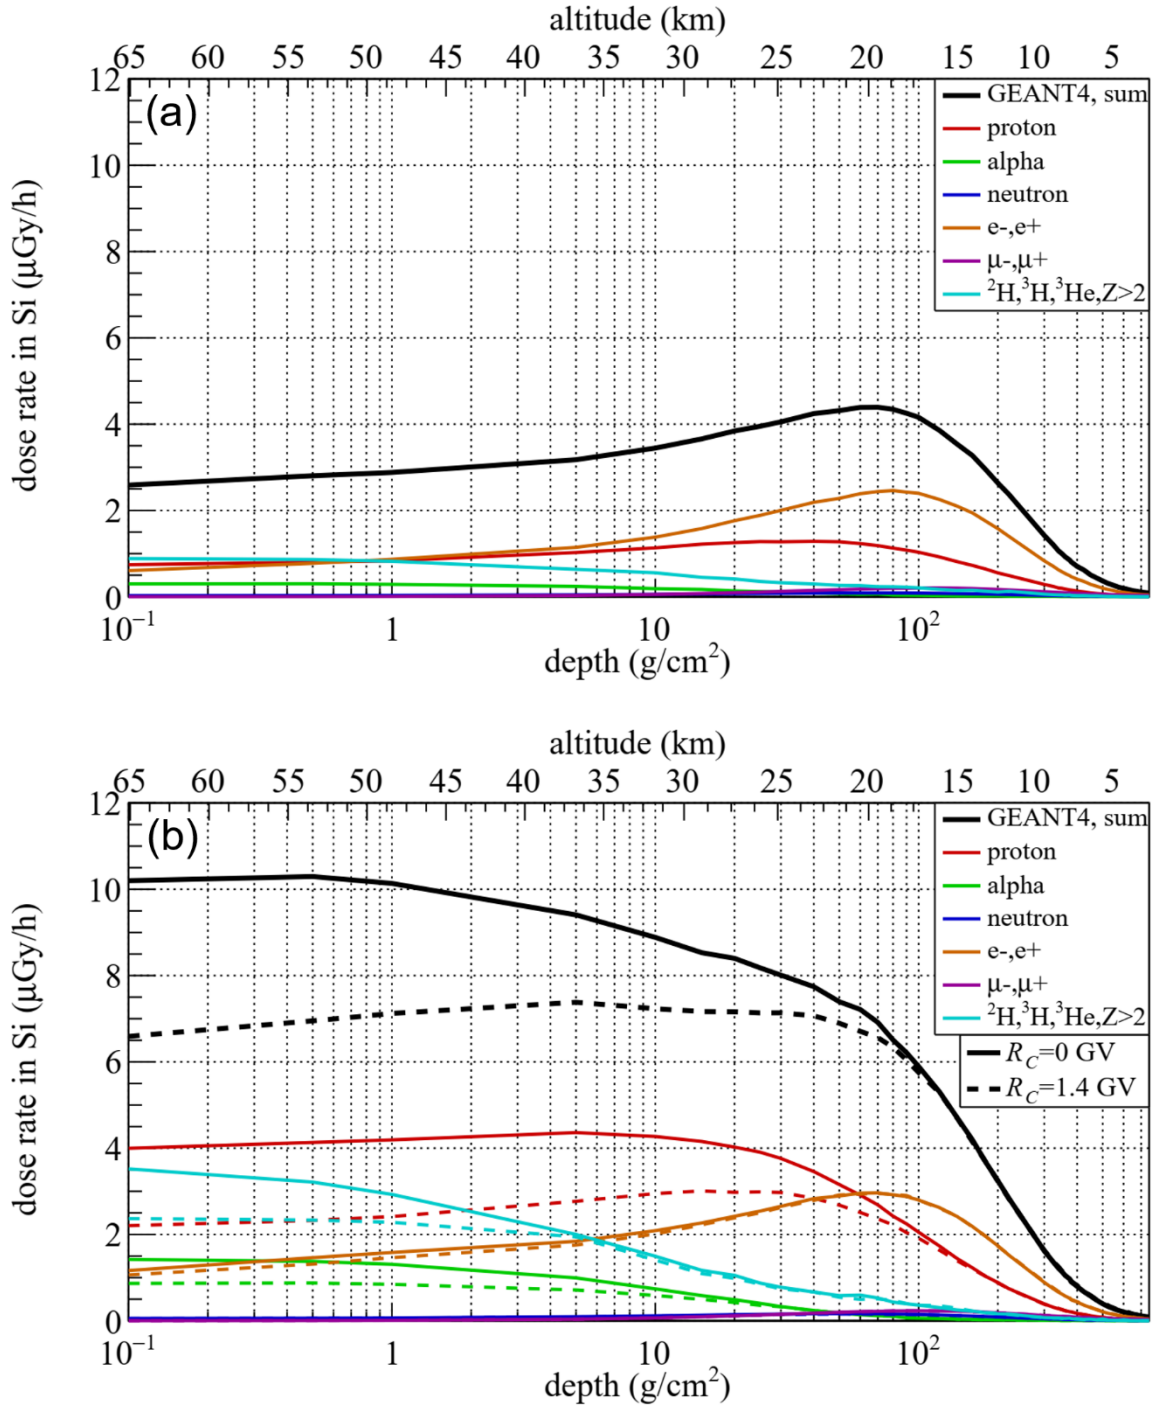 altitude (km)
65 60 55 50 45 40 35 30 25 20 15 10 5
(a)
12
10
8
6
4
2
0
dose rate in Si (μGy/h)
GEANT4, sum
proton
alpha
neutron
e-,e+
μ-,μ+
²H,³H,³He,Z>2
10⁻¹ 1 10 10²
depth (g/cm²)
altitude (km)
65 60 55 50 45 40 35 30 25 20 15 10 5
(b)
12
10
8
6
4
2
0
dose rate in Si (μGy/h)
GEANT4, sum
proton
alpha
neutron
e-,e+
μ-,μ+
²H,³H,³He,Z>2
R_C=0 GV
R_C=1.4 GV
10⁻¹ 1 10 10²
depth (g/cm²)